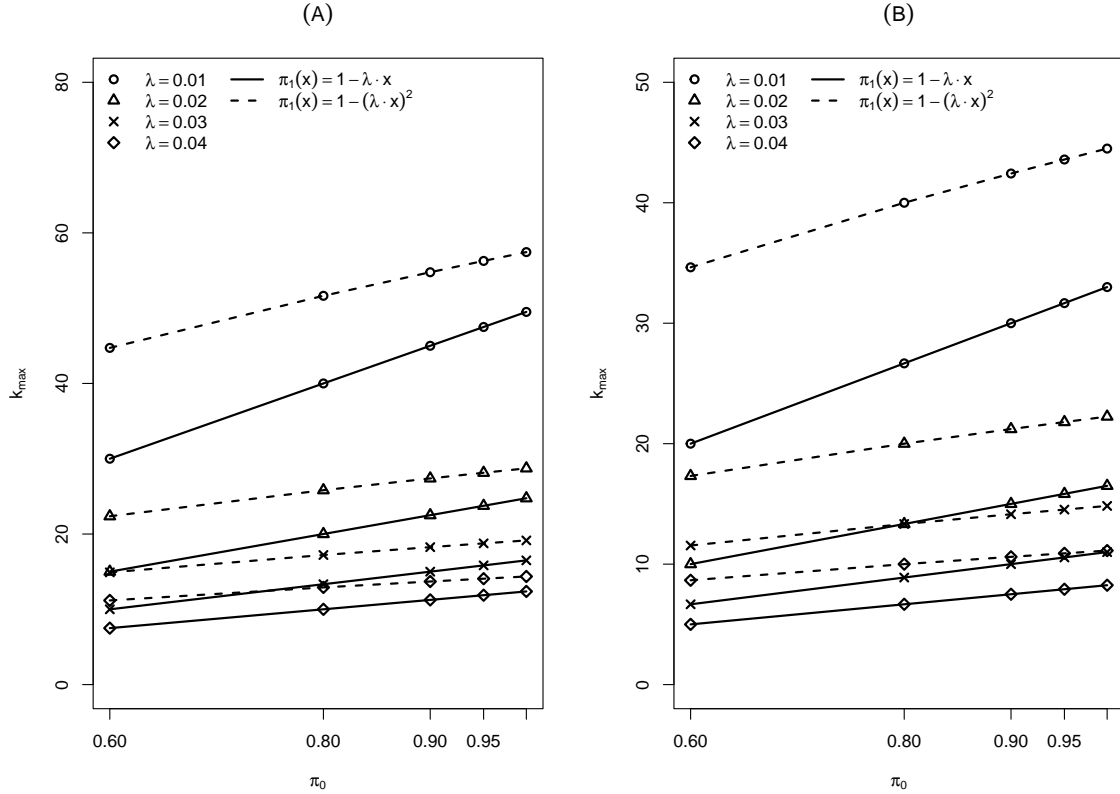 (A)
80
60
40
20
0
k_max
λ = 0.01
λ = 0.02
λ = 0.03
λ = 0.04
π₁(x) = 1 − λ · x
π₁(x) = 1 − (λ · x)²
0.60
0.80
0.90
0.95
π₀
(B)
50
40
30
20
10
0
k_max
λ = 0.01
λ = 0.02
λ = 0.03
λ = 0.04
π₁(x) = 1 − λ · x
π₁(x) = 1 − (λ · x)²
0.60
0.80
0.90
0.95
π₀